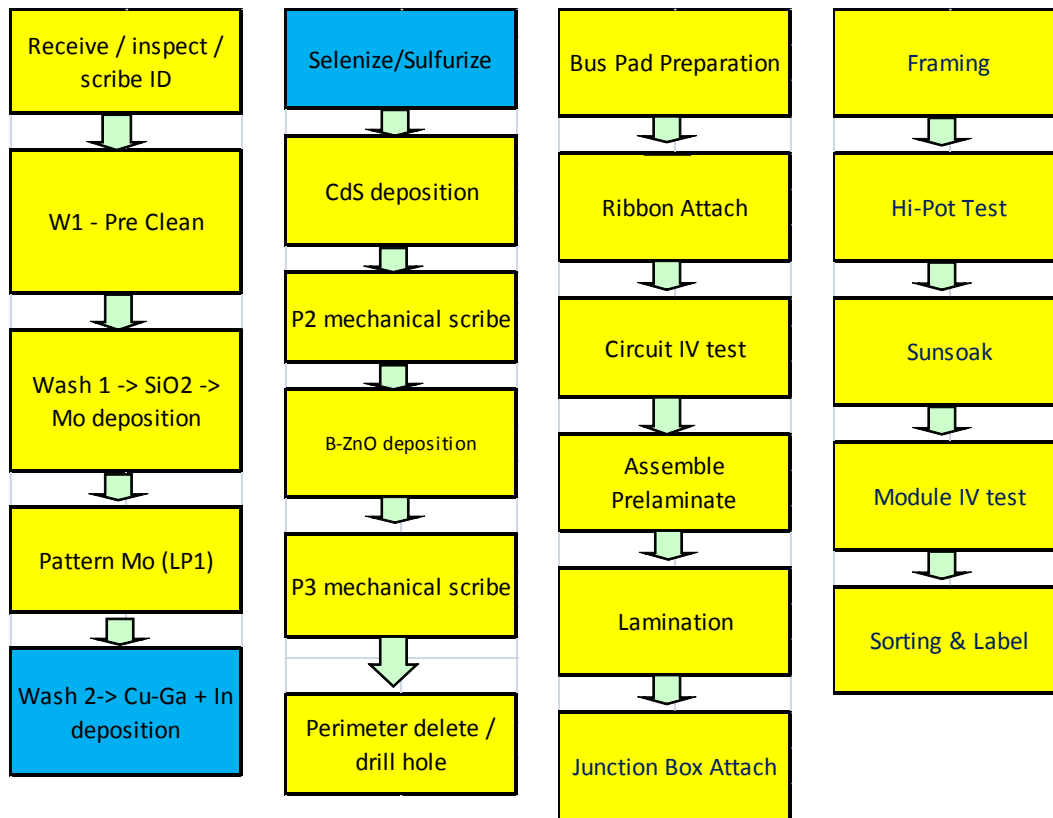 Receive / inspect /
scribe ID
W1 - Pre Clean
Wash 1 -> SiO2 ->
Mo deposition
Pattern Mo (LP1)
Wash 2-> Cu-Ga + In
deposition
Selenize/Sulfurize
CdS deposition
P2 mechanical scribe
B-ZnO deposition
P3 mechanical scribe
Perimeter delete /
drill hole
Bus Pad Preparation
Ribbon Attach
Circuit IV test
Assemble
Prelaminate
Lamination
Junction Box Attach
Framing
Hi-Pot Test
Sunsoak
Module IV test
Sorting & Label